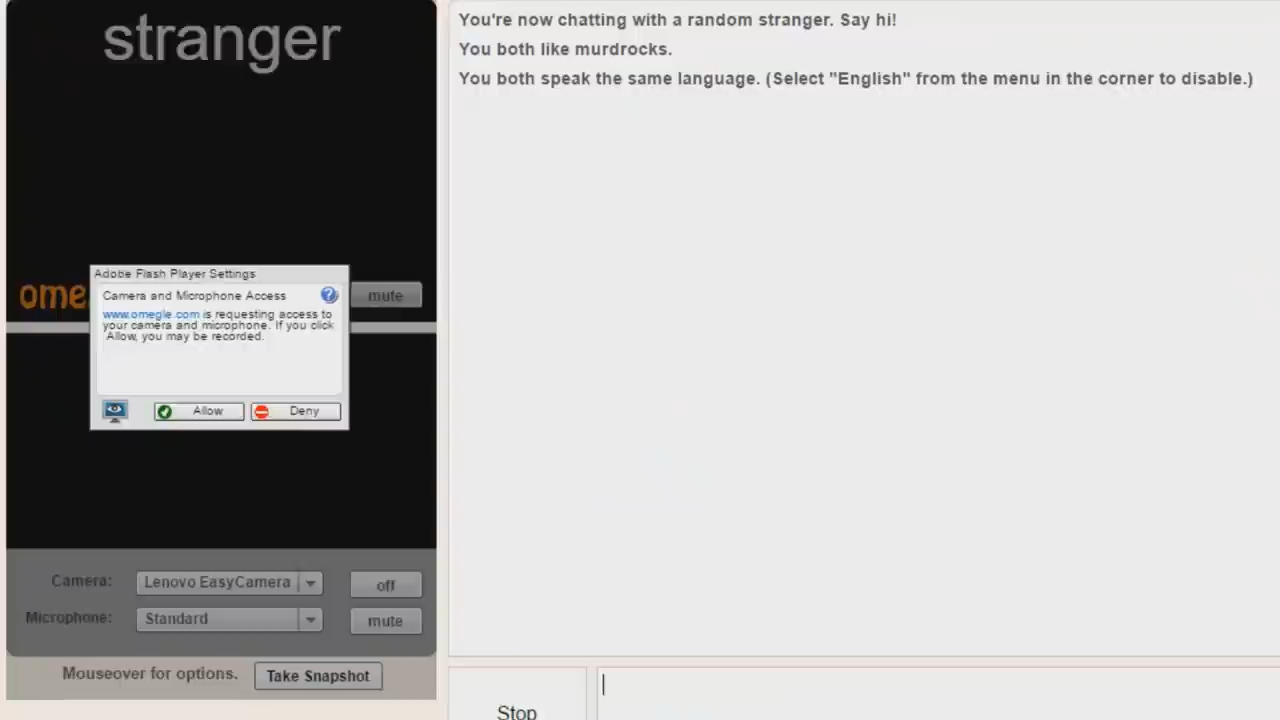 stranger
You're now chatting with a random stranger. Say hi!
You both like murdrocks.
You both speak the same language. (Select "English" from the menu in the corner to disable.)
Adobe Flash Player Settings
Camera and Microphone Access
www.omegle.com is requesting access to
your camera and microphone. If you click
Allow, you may be recorded.
Allow
Deny
ome
mute
Camera:
Lenovo EasyCamera
off
Microphone:
Standard
mute
Mouseover for options.
Take Snapshot
Stop